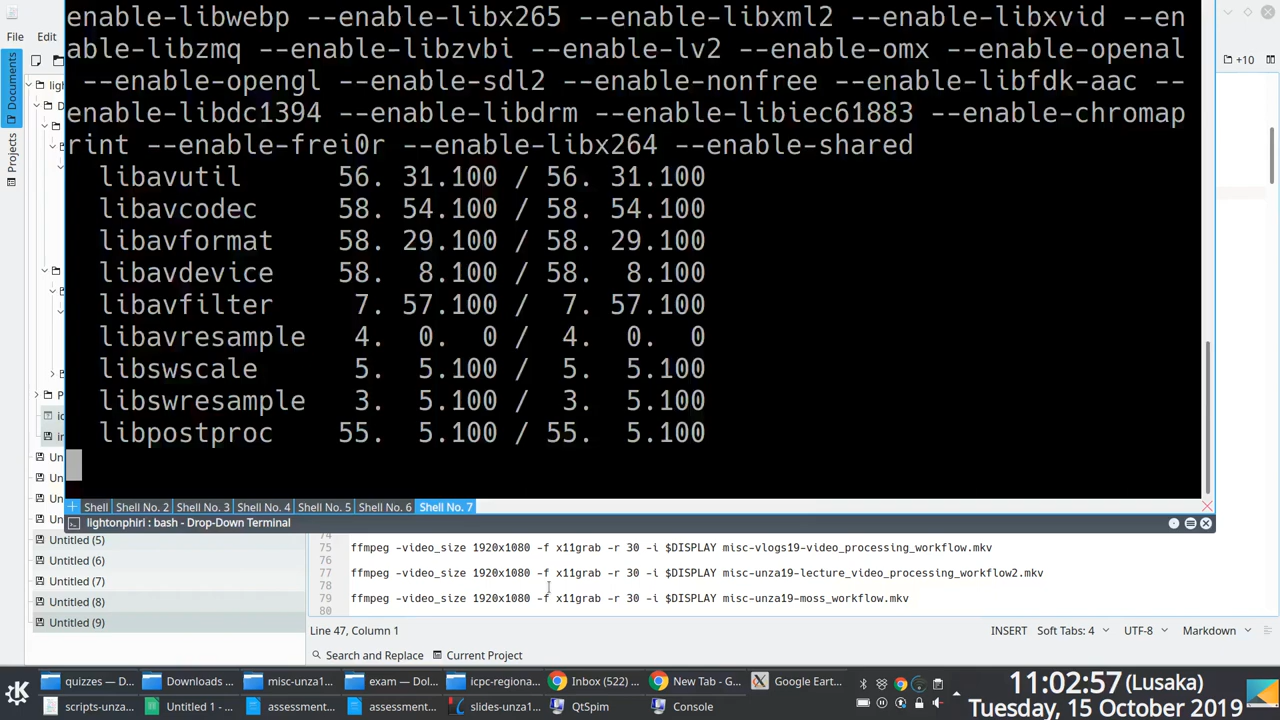 enable-libwebp --enable-libx265 --enable-libxml2 --enable-libxvid --en
able-libzmq --enable-libzvbi --enable-lv2 --enable-omx --enable-openal
--enable-opengl --enable-sdl2 --enable-nonfree --enable-libfdk-aac --
enable-libdc1394 --enable-libdrm --enable-libiec61883 --enable-chromap
rint --enable-frei0r --enable-libx264 --enable-shared
libavutil 56. 31.100 / 56. 31.100
libavcodec 58. 54.100 / 58. 54.100
libavformat 58. 29.100 / 58. 29.100
libavdevice 58. 8.100 / 58. 8.100
libavfilter 7. 57.100 / 7. 57.100
libavresample 4. 0. 0 / 4. 0. 0
libswscale 5. 5.100 / 5. 5.100
libswresample 3. 5.100 / 3. 5.100
libpostproc 55. 5.100 / 55. 5.100
File Edit
+10
Documents
Projects
Shell Shell No. 2 Shell No. 3 Shell No. 4 Shell No. 5 Shell No. 6 Shell No. 7
lightonphiri : bash - Drop-Down Terminal
Untitled (5)
Untitled (6)
Untitled (7)
Untitled (8)
Untitled (9)
74
75 ffmpeg -video_size 1920x1080 -f x11grab -r 30 -i $DISPLAY misc-vlogs19-video_processing_workflow.mkv
76
77 ffmpeg -video_size 1920x1080 -f x11grab -r 30 -i $DISPLAY misc-unza19-lecture_video_processing_workflow2.mkv
78
79 ffmpeg -video_size 1920x1080 -f x11grab -r 30 -i $DISPLAY misc-unza19-moss_workflow.mkv
80
Line 47, Column 1 INSERT Soft Tabs: 4 UTF-8 Markdown
Search and Replace Current Project
quizzes — D... Downloads ... misc-unza1... exam — Dol... icpc-regiona... Inbox (522) ... New Tab - G... Google Eart...
scripts-unza... Untitled 1 - ... assessment... assessment... slides-unza1... QtSpim Console
11:02:57 (Lusaka)
Tuesday, 15 October 2019